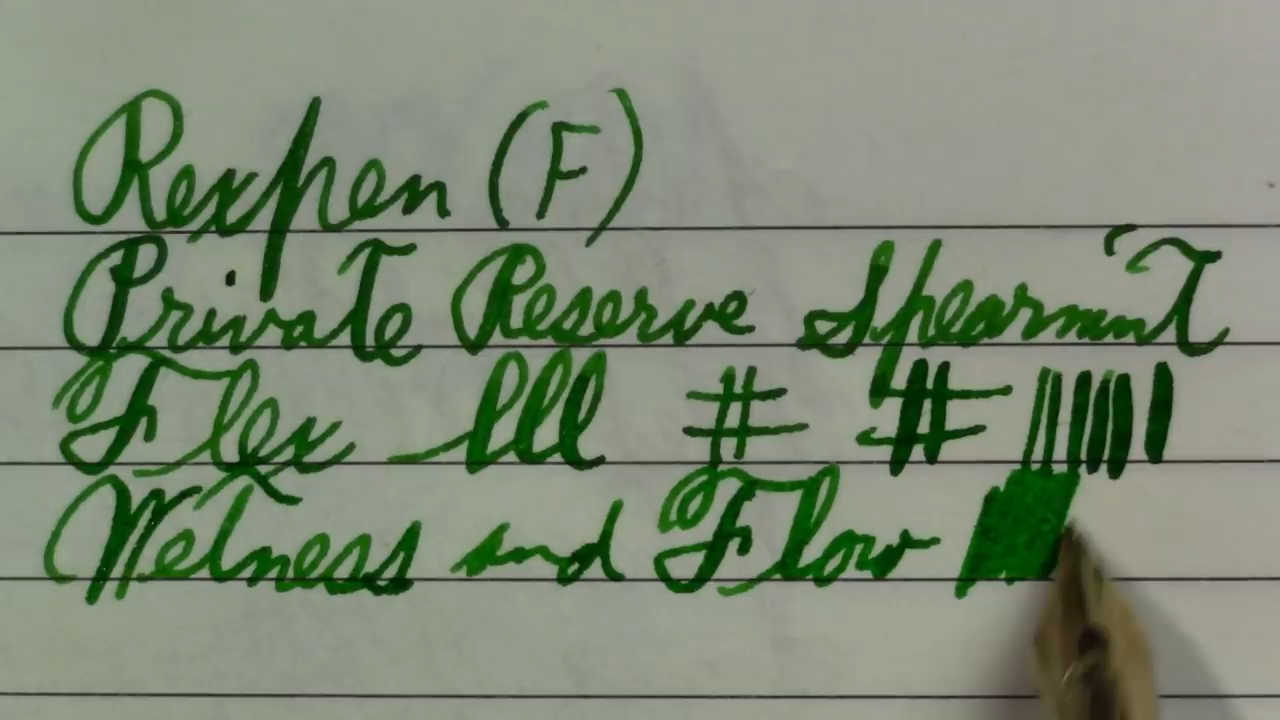 Rexpen (F)
Private Reserve Spearmint
Flex lll # #
Wetness and Flow